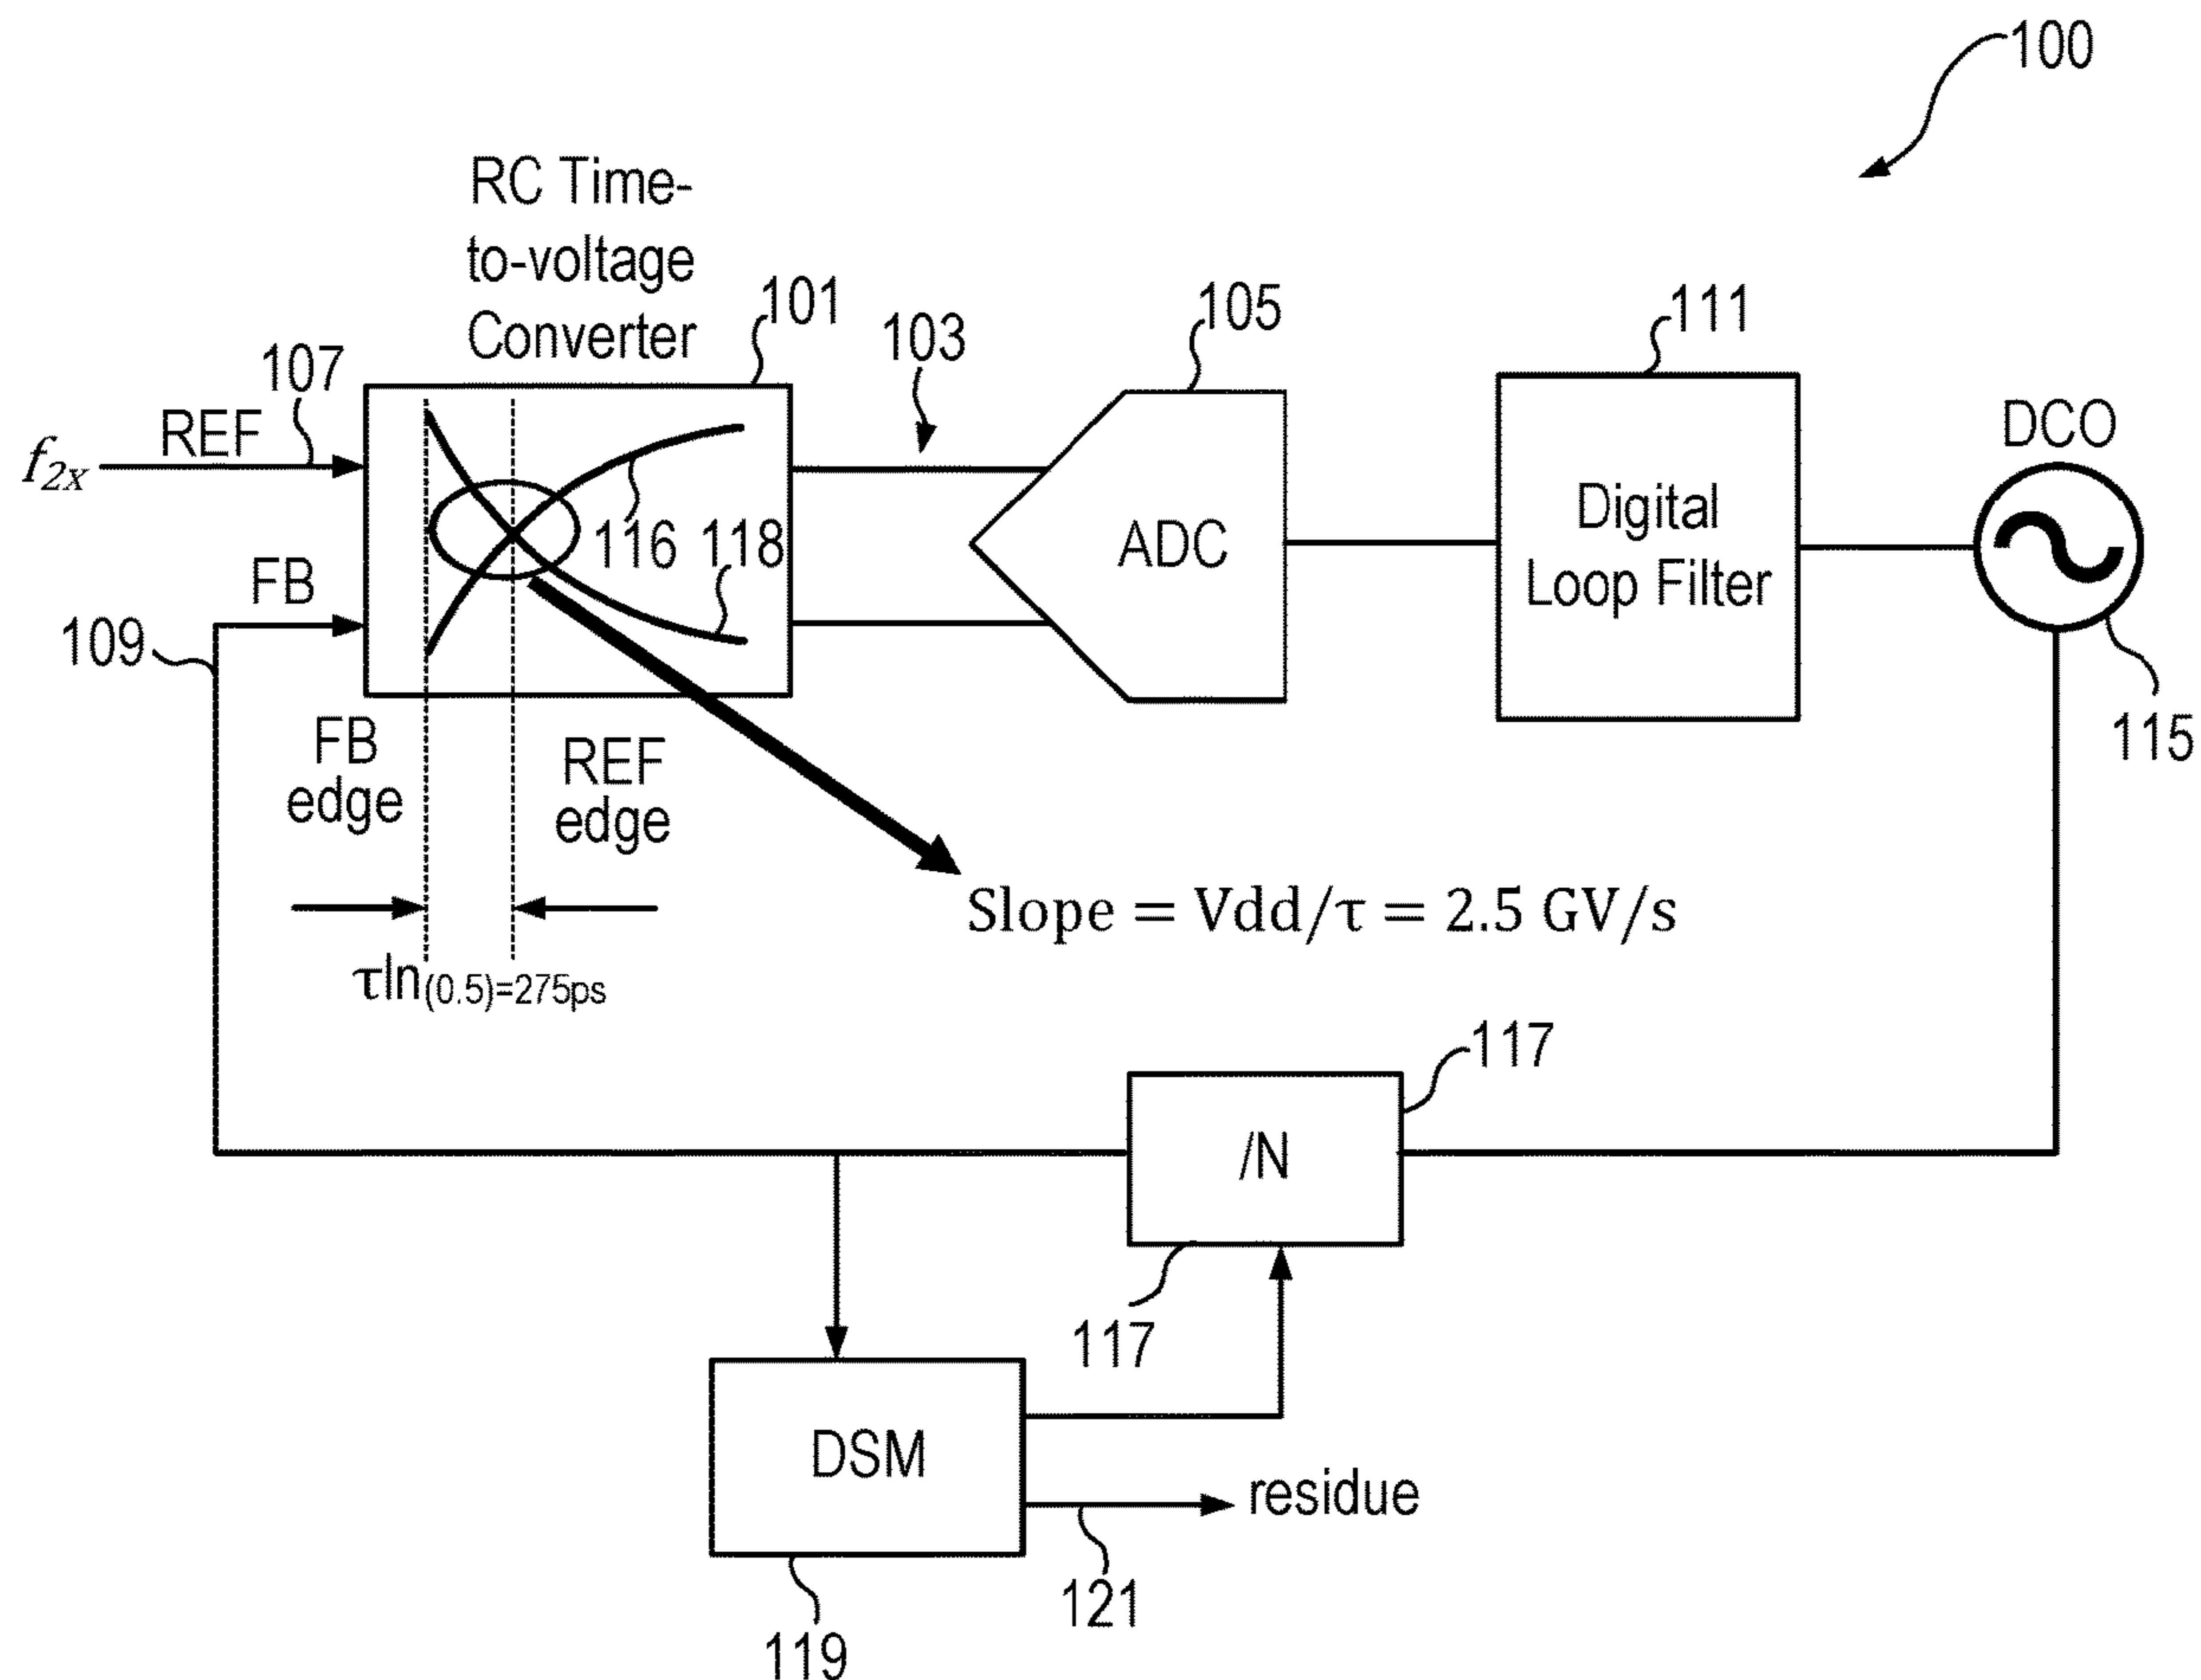 100
RC Time-
to-voltage
Converter
101
103
105
111
107
REF
f2x
116
118
FB
109
ADC
Digital
Loop Filter
DCO
115
FB
edge
REF
edge
Slope = Vdd/τ = 2.5 GV/s
τln(0.5)=275ps
117
/N
117
DSM
residue
121
119